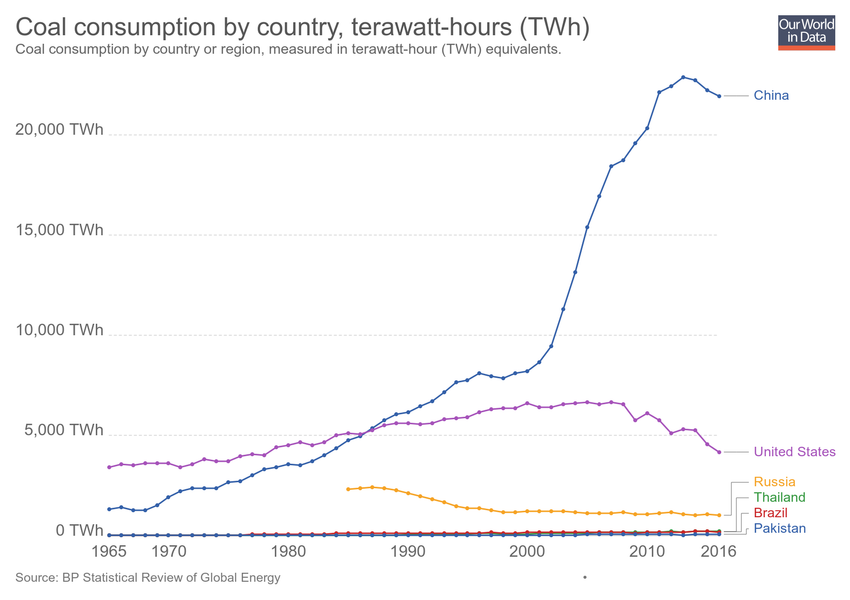 Coal consumption by country, terawatt-hours (TWh)
Coal consumption by country or region, measured in terawatt-hour (TWh) equivalents.
Our World
in Data
20,000 TWh
15,000 TWh
10,000 TWh
5,000 TWh
0 TWh
China
United States
Russia
Thailand
Brazil
Pakistan
1965 1970 1980 1990 2000 2010 2016
Source: BP Statistical Review of Global Energy